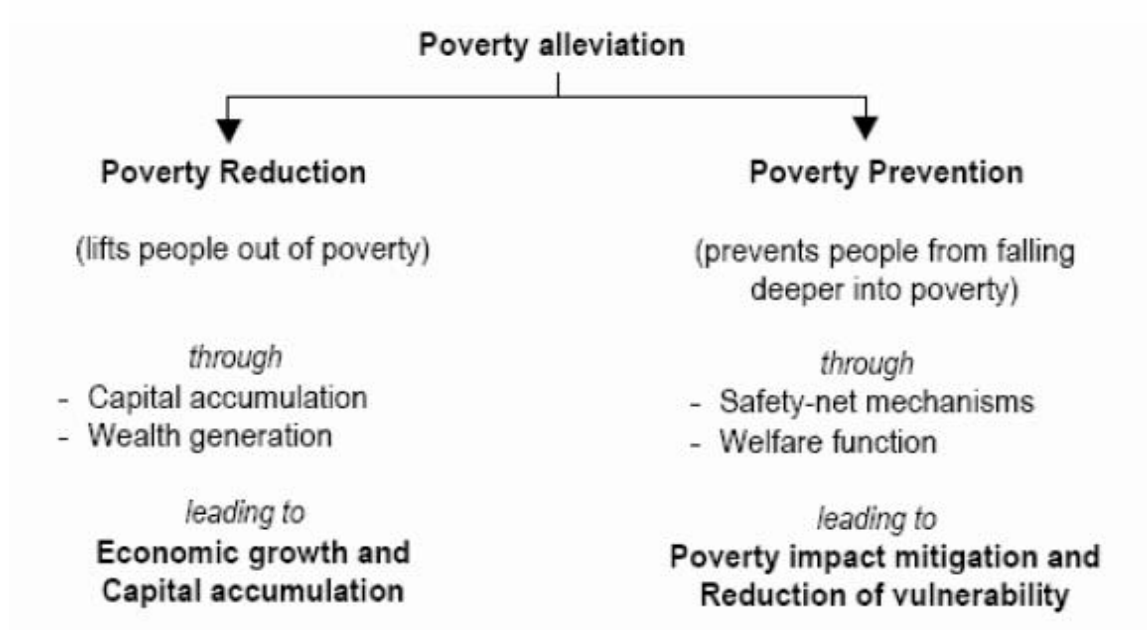 Poverty alleviation
Poverty Reduction
(lifts people out of poverty)
through
- Capital accumulation
- Wealth generation
leading to
Economic growth and
Capital accumulation
Poverty Prevention
(prevents people from falling
deeper into poverty)
through
- Safety-net mechanisms
- Welfare function
leading to
Poverty impact mitigation and
Reduction of vulnerability